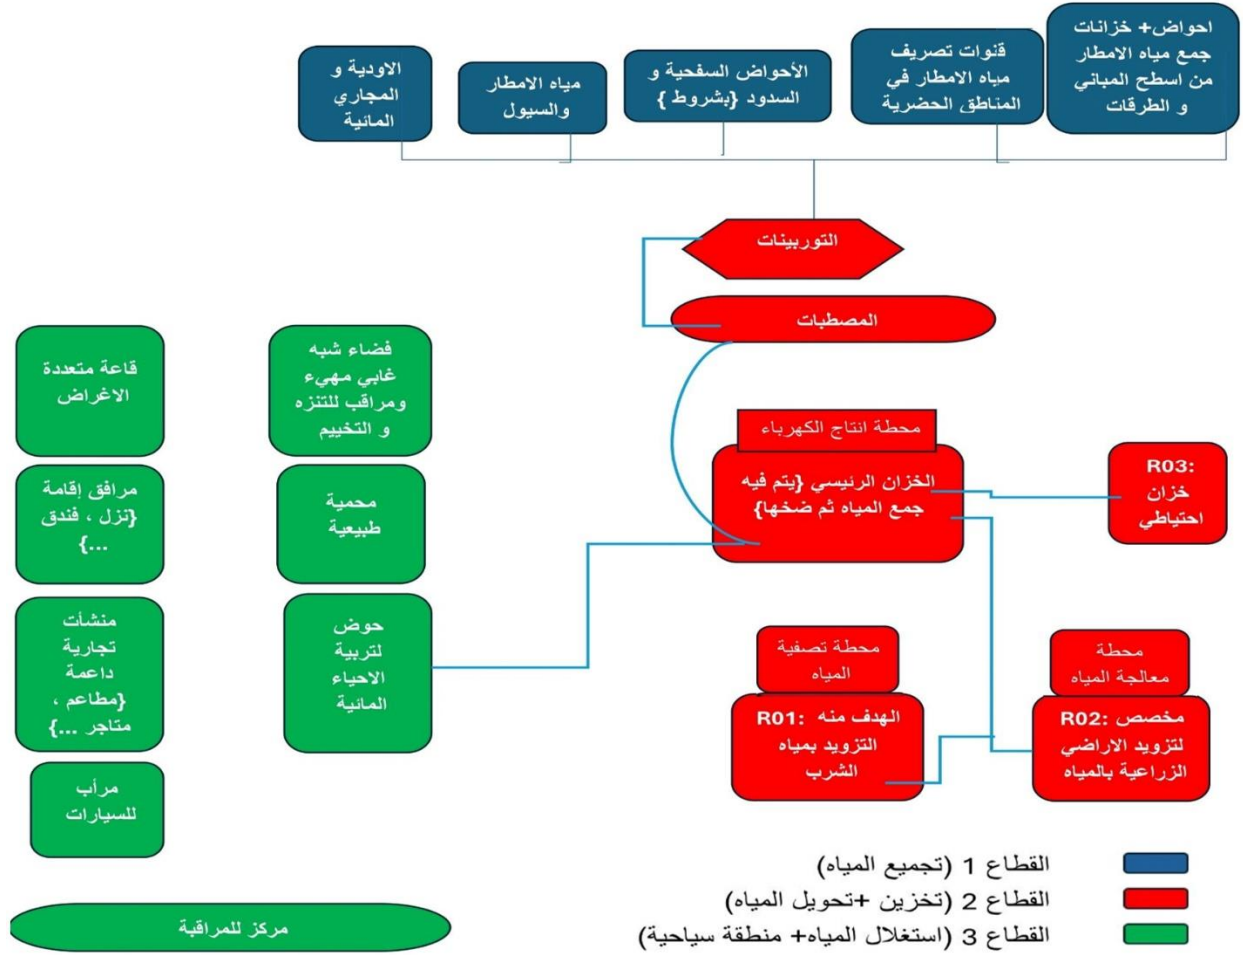 احواض+ خزانات
جمع مياه الامطار
من اسطح المباني
و الطرقات
قنوات تصريف
مياه الامطار في
المناطق الحضرية
الأحواض السفحية و
السدود {بشروط }
مياه الامطار
والسيول
الاودية و
المجاري
المائية
التوربينات
المصطبات
محطة انتاج الكهرباء
الخزان الرئيسي {يتم فيه
جمع المياه ثم ضخها}
R03:
خزان
احتياطي
محطة
معالجة المياه
R02: مخصص
لتزويد الاراضي
الزراعية بالمياه
محطة تصفية
المياه
R01: الهدف منه
التزويد بمياه
الشرب
فضاء شبه
غابي مهيء
ومراقب للتنزه
و التخييم
محمية
طبيعية
حوض
لتربية
الاحياء
المائية
قاعة متعددة
الاغراض
مرافق إقامة
{نزل ، فندق
...}
منشأت
تجارية
داعمة
{مطاعم ،
متاجر ...}
مرأب
للسيارات
مركز للمراقبة
القطاع 1 (تجميع المياه)
القطاع 2 (تخزين +تحويل المياه)
القطاع 3 (استغلال المياه+ منطقة سياحية)